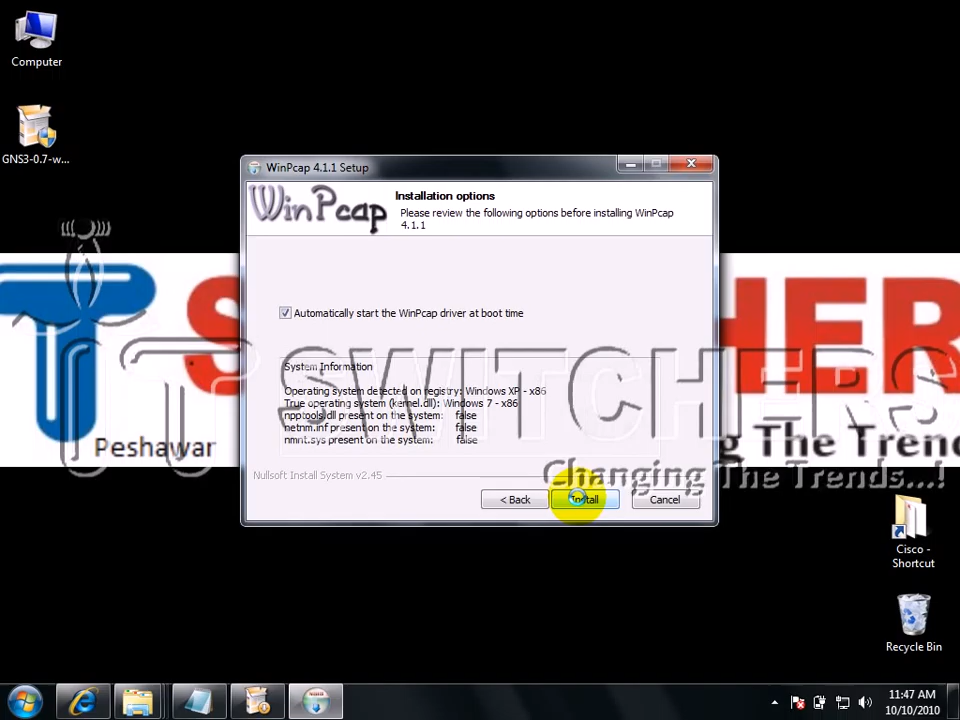 Computer
GNS3-0.7-w...
WinPcap 4.1.1 Setup
WinPcap
Installation options
Please review the following options before installing WinPcap
4.1.1
Automatically start the WinPcap driver at boot time
System Information
Operating system detected on registry: Windows XP - x86
True operating system (kernel.dll): Windows 7 - x86
npptools.dll present on the system: false
netnm.inf present on the system: false
nmnt.sys present on the system: false
Nullsoft Install System v2.45
< Back
Install
Cancel
IT SWITCHERS
Changing The Trends...!
Peshawar
Cisco -
Shortcut
Recycle Bin
11:47 AM
10/10/2010